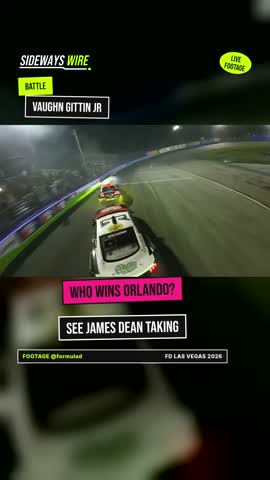 SIDEWAYS WIRE.
LIVE
FOOTAGE
BATTLE
VAUGHN GITTIN JR
WHO WINS ORLANDO?
SEE JAMES DEAN TAKING
FOOTAGE @formulad
FD LAS VEGAS 2026